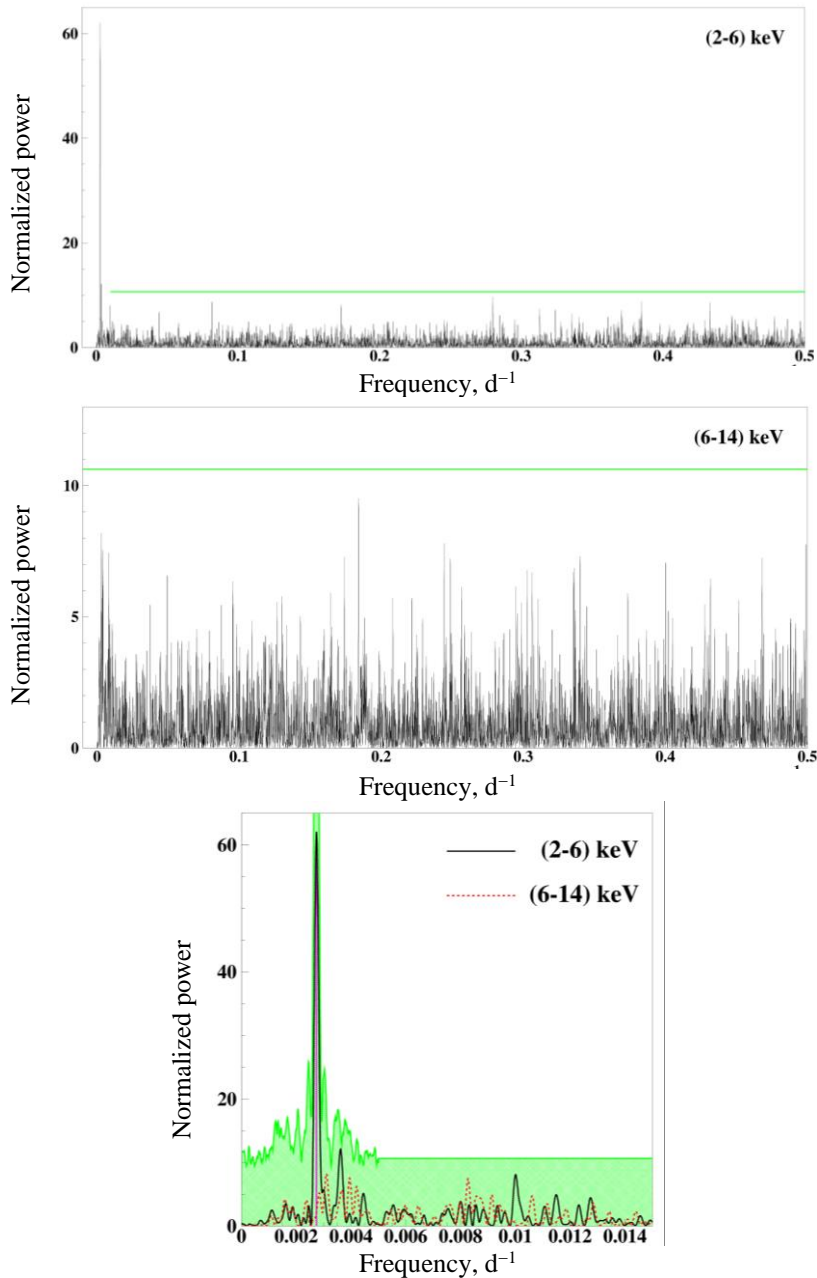 60
(2-6) keV
40
Normalized power
20
0
0 0.1 0.2 0.3 0.4 0.5
Frequency, d⁻¹
(6-14) keV
10
Normalized power
5
0
0 0.1 0.2 0.3 0.4 0.5
Frequency, d⁻¹
60
(2-6) keV
(6-14) keV
40
Normalized power
20
0
0 0.002 0.004 0.006 0.008 0.01 0.012 0.014
Frequency, d⁻¹